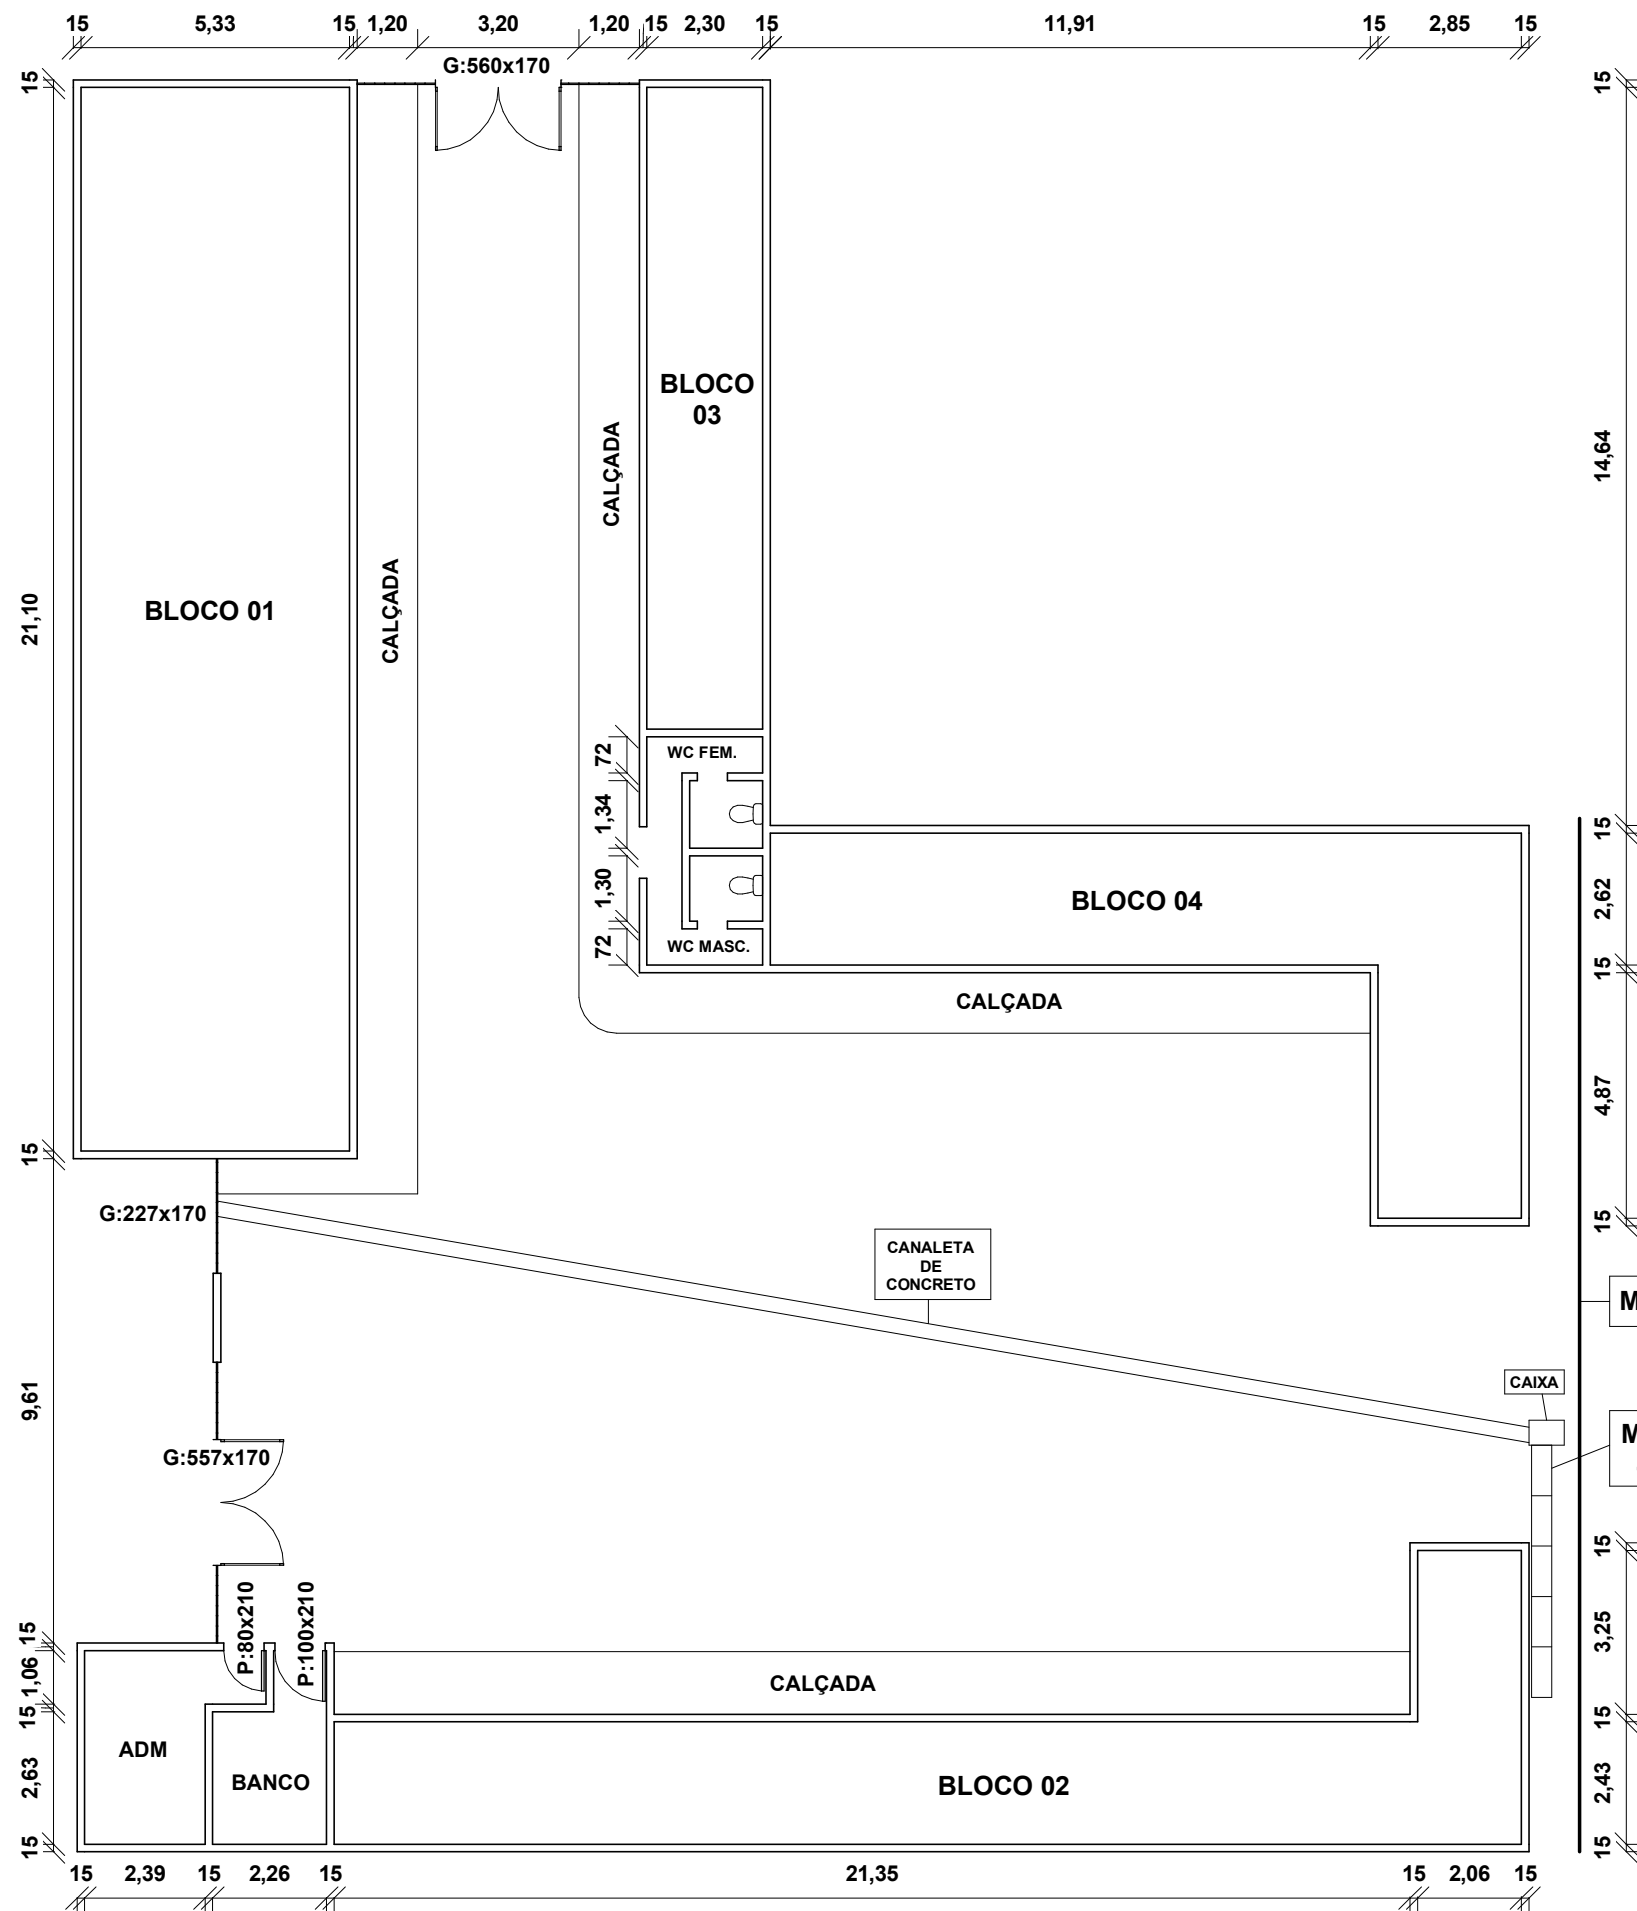 15 5,33 15 1,20 3,20 1,20 15 2,30 15 11,91 15 2,85 15
G:560x170
15
21,10
15
9,61
15
1,06
15
2,63
15
BLOCO 01
CALÇADA
CALÇADA
BLOCO
03
72
1,34
1,30
72
WC FEM.
WC MASC.
BLOCO 04
CALÇADA
G:227x170
CANALETA
DE
CONCRETO
CAIXA
M
M
G:557x170
P:80x210
P:100x210
CALÇADA
ADM
BANCO
BLOCO 02
15
14,64
15
2,62
15
4,87
15
15
3,25
15
2,43
15
15 2,39 15 2,26 15 21,35 15 2,06 15